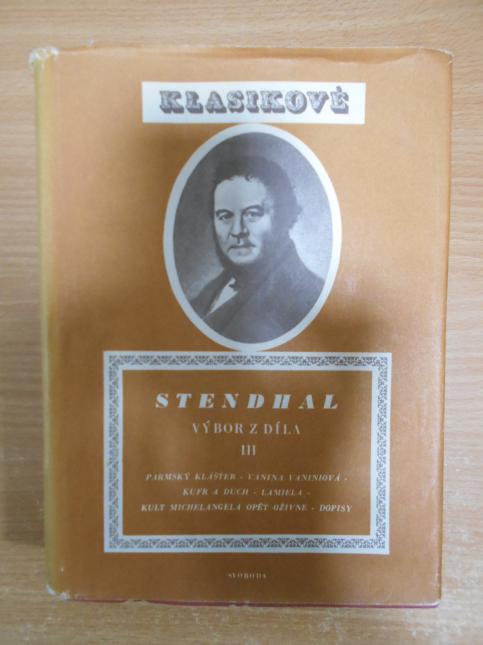 KLASIKOVÉ
STENDHAL
VÝBOR Z DÍLA
III
PARMSKÝ KLÁŠTER - VANINA VANINIOVÁ -
KUFR A DUCH - LAMIELA -
KULT MICHELANGELA OPĚT OŽIVNE - DOPISY
SVOBODA